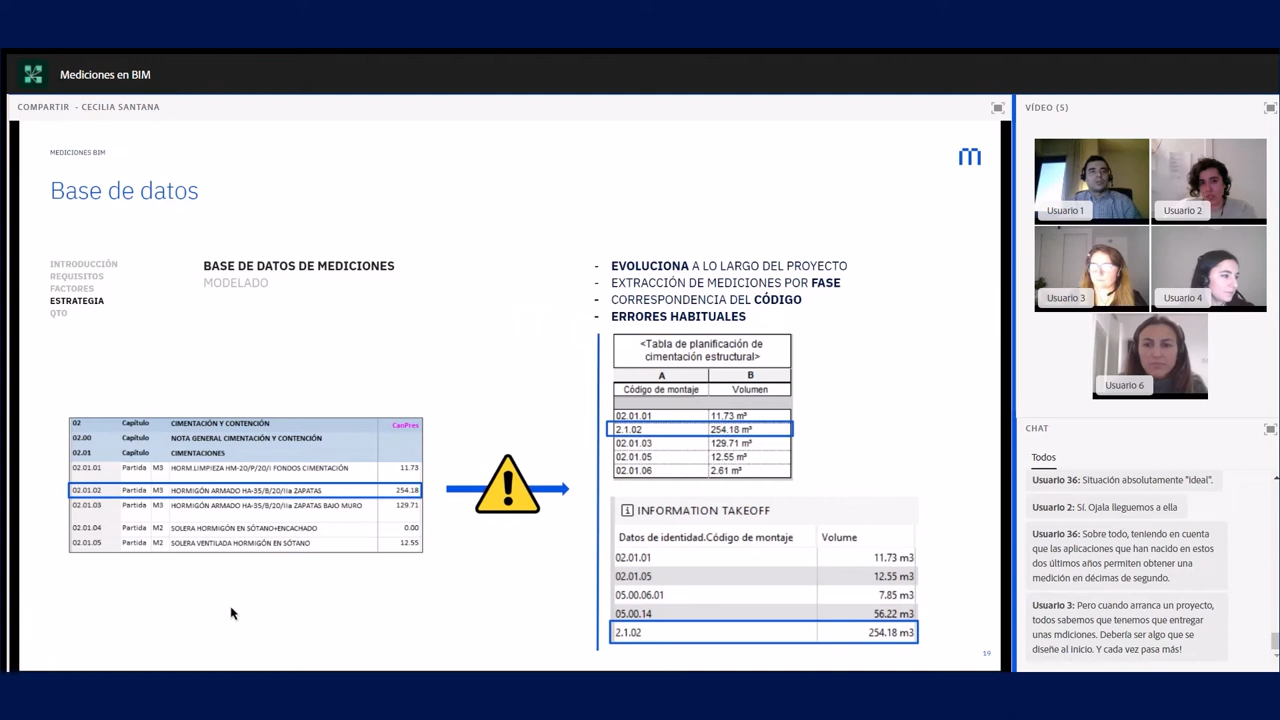 Mediciones en BIM
COMPARTIR - CECILIA SANTANA
MEDICIONES BIM
m
Base de datos
INTRODUCCIÓN
REQUISITOS
FACTORES
ESTRATEGIA
QTO
BASE DE DATOS DE MEDICIONES
MODELADO
- EVOLUCIONA A LO LARGO DEL PROYECTO
- EXTRACCIÓN DE MEDICIONES POR FASE
- CORRESPONDENCIA DEL CÓDIGO
- ERRORES HABITUALES
02 Capítulo CIMENTACIÓN Y CONTENCIÓN CanPres
02.00 Capítulo NOTA GENERAL CIMENTACIÓN Y CONTENCIÓN
02.01 Capítulo CIMENTACIONES
02.01.01 Partida M3 HORM.LIMPIEZA HM-20/P/20/I FONDOS CIMENTACIÓN 11.73
02.01.02 Partida M3 HORMIGÓN ARMADO HA-35/B/20/IIa ZAPATAS 254.18
02.01.03 Partida M3 HORMIGÓN ARMADO HA-35/B/20/IIa ZAPATAS BAJO MURO 129.71
02.01.04 Partida M2 SOLERA HORMIGÓN EN SÓTANO+ENCACHADO 0.00
02.01.05 Partida M2 SOLERA VENTILADA HORMIGÓN EN SÓTANO 12.55
<Tabla de planificación de
cimentación estructural>
A B
Código de montaje Volumen
02.01.01 11.73 m³
2.1.02 254.18 m³
02.01.03 129.71 m³
02.01.05 12.55 m³
02.01.06 2.61 m³
INFORMATION TAKEOFF
Datos de identidad.Código de montaje Volume
02.01.01 11.73 m3
02.01.05 12.55 m3
05.00.06.01 7.85 m3
05.00.14 56.22 m3
2.1.02 254.18 m3
19
VÍDEO (5)
Usuario 1
Usuario 2
Usuario 3
Usuario 4
Usuario 6
CHAT
Todos
Usuario 36: Situación absolutamente "ideal".
Usuario 2: Sí. Ojala lleguemos a ella
Usuario 36: Sobre todo, teniendo en cuenta
que las aplicaciones que han nacido en estos
dos últimos años permiten obtener una
medición en décimas de segundo.
Usuario 3: Pero cuando arranca un proyecto,
todos sabemos que tenemos que entregar
unas mdiciones. Debería ser algo que se
diseñe al inicio. Y cada vez pasa más!